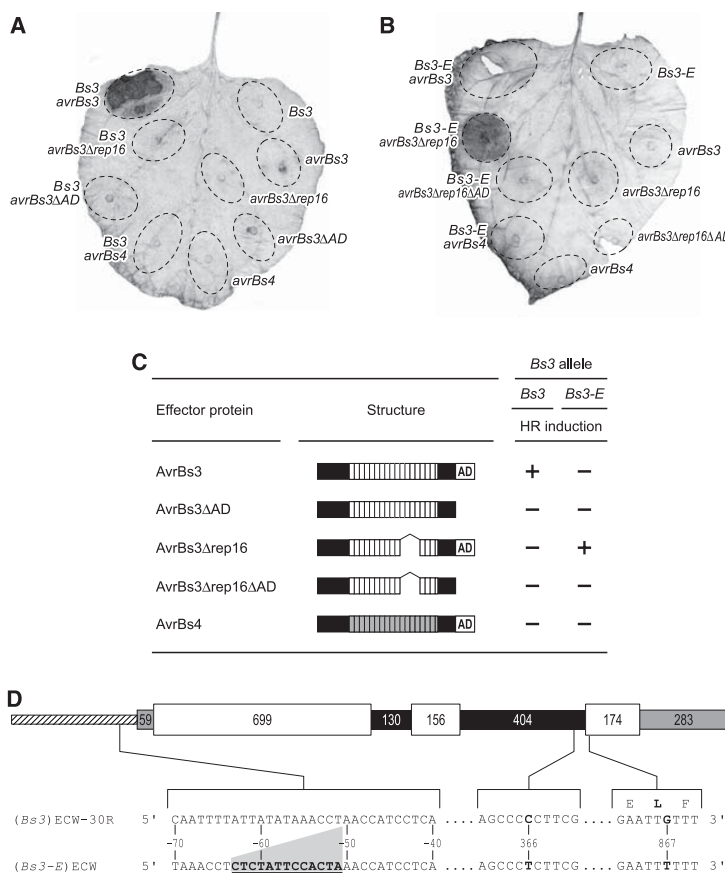 A
Bs3
avrBs3
Bs3
avrBs3Δrep16
Bs3
avrBs3ΔAD
Bs3
avrBs4
Bs3
avrBs3
avrBs3Δrep16
avrBs3ΔAD
avrBs4
B
Bs3-E
avrBs3
Bs3-E
avrBs3Δrep16
Bs3-E
avrBs3Δrep16ΔAD
Bs3-E
avrBs4
Bs3-E
avrBs3
avrBs3Δrep16
avrBs3Δrep16ΔAD
avrBs4
C
Bs3 allele
Effector protein Structure Bs3 Bs3-E
HR induction
AvrBs3 AD + −
AvrBs3ΔAD − −
AvrBs3Δrep16 AD − +
AvrBs3Δrep16ΔAD − −
AvrBs4 AD − −
D
59 699 130 156 404 174 283
E L F
(Bs3)ECW-30R 5' CAATTTTATTATATAAACCTAACCATCCTCA .... AGCCCCCTTCG .... GAATTGTTT 3'
−70 −60 −50 −40 366 867
(Bs3-E)ECW 5' TAAACCTCTCTATTCCACTAAACCATCCTCA .... AGCCCTCTTCG .... GAATTTTTT 3'